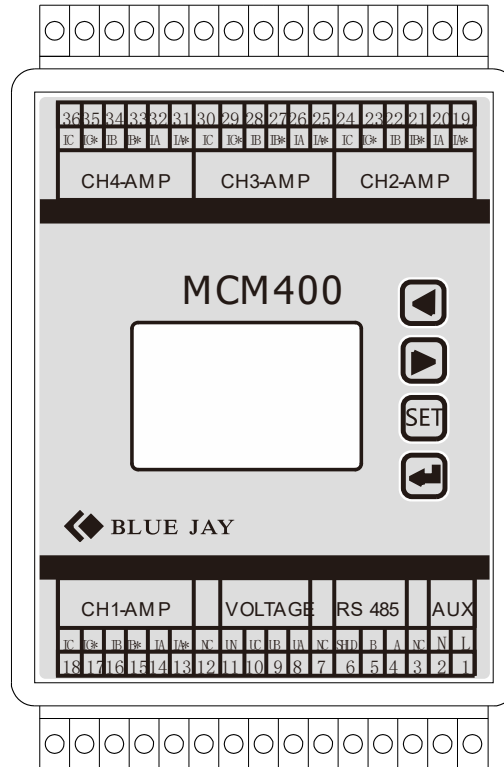 36 35 34 33 32 31 30 29 28 27 26 25 24 23 22 21 20 19
IC IC* IB IB* IA IA* IC IC* IB IB* IA IA* IC IC* IB IB* IA IA*
CH4-AMP CH3-AMP CH2-AMP
MCM400
SET
BLUE JAY
CH1-AMP VOLTAGE RS 485 AUX
IC IC* IB IB* IA IA* NC UN UC UB UA NC SHLD B A NC N L
18 17 16 15 14 13 12 11 10 9 8 7 6 5 4 3 2 1